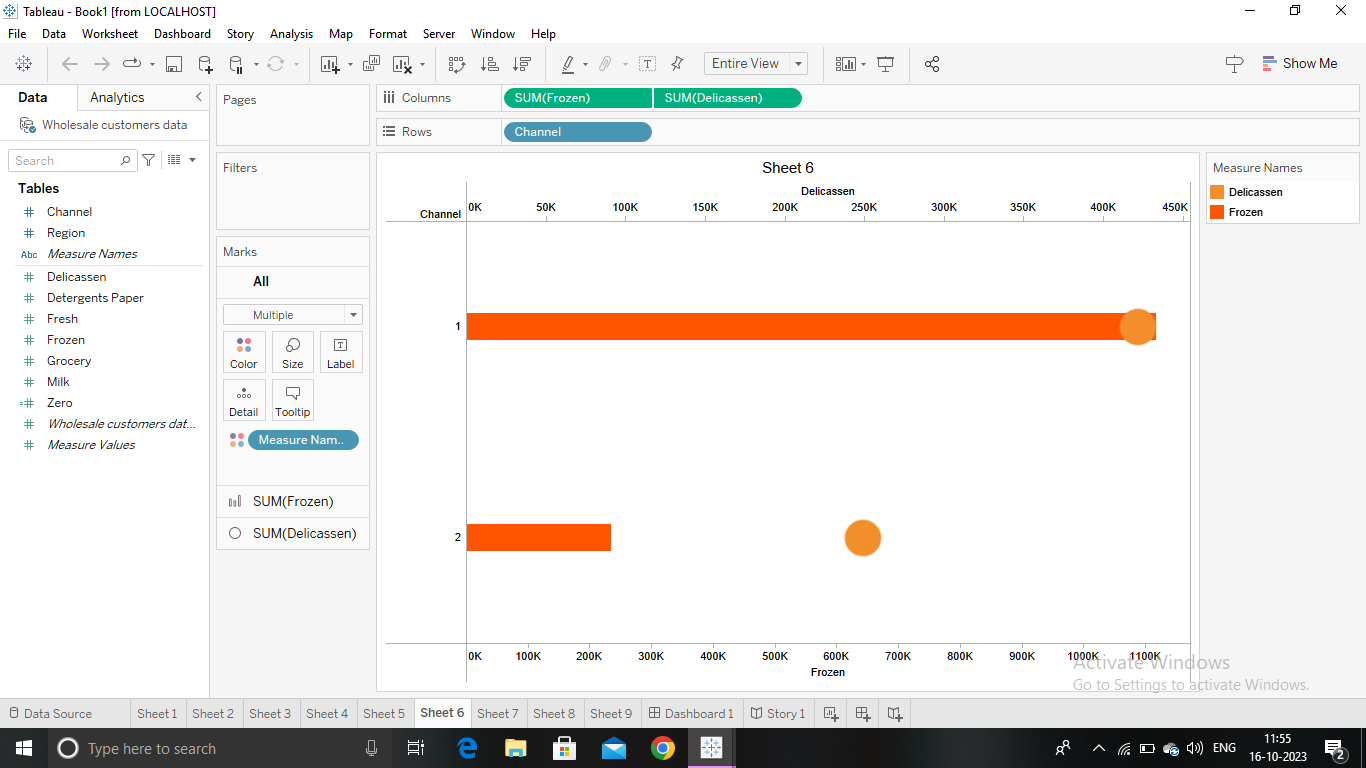 Tableau - Book1 [from LOCALHOST]
File Data Worksheet Dashboard Story Analysis Map Format Server Window Help
Entire View
Show Me
Data Analytics
Wholesale customers data
Search
Tables
Channel
Region
Abc Measure Names
Delicassen
Detergents Paper
Fresh
Frozen
Grocery
Milk
Zero
Wholesale customers dat...
Measure Values
Pages
Filters
Marks
All
Multiple
Color Size Label
Detail Tooltip
Measure Nam..
SUM(Frozen)
SUM(Delicassen)
Columns SUM(Frozen) SUM(Delicassen)
Rows Channel
Sheet 6
Delicassen
Channel 0K 50K 100K 150K 200K 250K 300K 350K 400K 450K
1
2
0K 100K 200K 300K 400K 500K 600K 700K 800K 900K 1000K 1100K
Frozen
Measure Names
Delicassen
Frozen
Activate Windows
Go to Settings to activate Windows.
Data Source Sheet 1 Sheet 2 Sheet 3 Sheet 4 Sheet 5 Sheet 6 Sheet 7 Sheet 8 Sheet 9 Dashboard 1 Story 1
Type here to search
ENG
11:55
16-10-2023
2